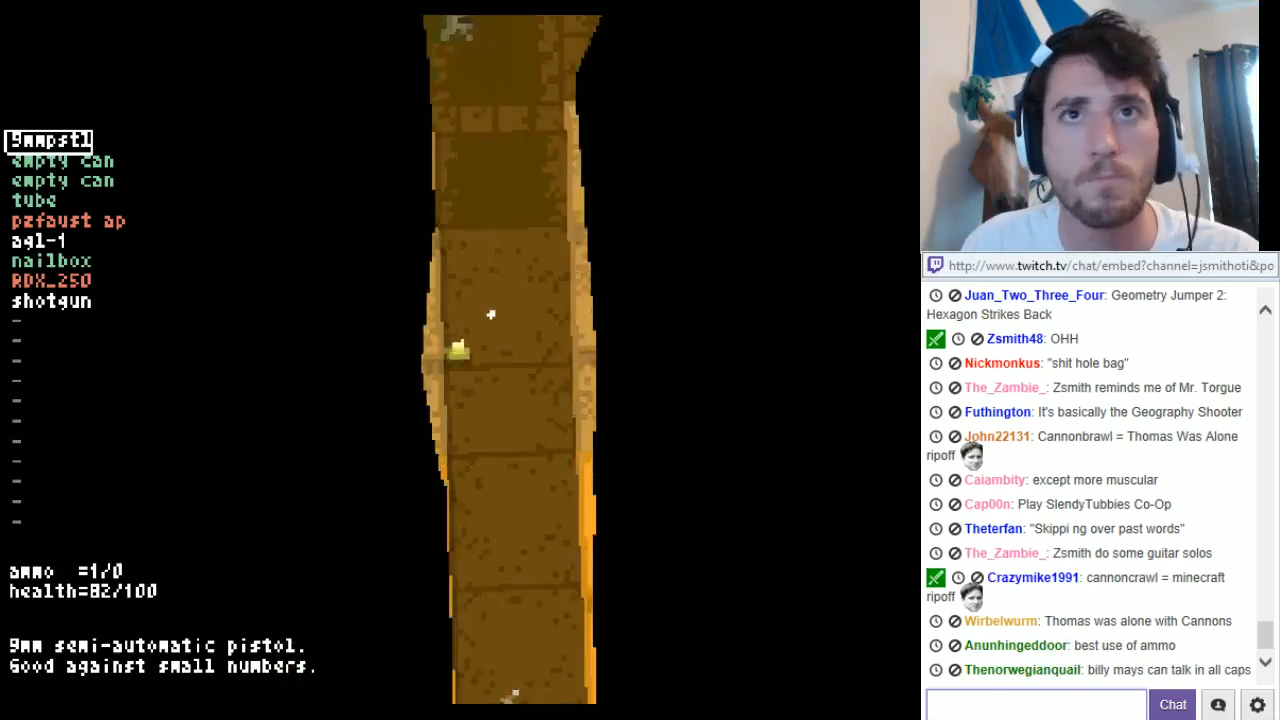 9mmpstl
empty can
empty can
tube
pzfaust ap
agl-1
nailbox
RDX_250
shotgun
-
-
-
-
-
-
-
-
-
-
-
ammo =1/0
health=82/100
9mm semi-automatic pistol.
Good against small numbers.
http://www.twitch.tv/chat/embed?channel=jsmithoti&po
Juan_Two_Three_Four: Geometry Jumper 2:
Hexagon Strikes Back
Zsmith48: OHH
Nickmonkus: "shit hole bag"
The_Zambie_: Zsmith reminds me of Mr. Torgue
Futhington: It's basically the Geography Shooter
John22131: Cannonbrawl = Thomas Was Alone
ripoff
Caiambity: except more muscular
Cap00n: Play SlendyTubbies Co-Op
Theterfan: "Skippi ng over past words"
The_Zambie_: Zsmith do some guitar solos
Crazymike1991: cannoncrawl = minecraft
ripoff
Wirbelwurm: Thomas was alone with Cannons
Anunhingeddoor: best use of ammo
Thenorwegianquail: billy mays can talk in all caps
Chat